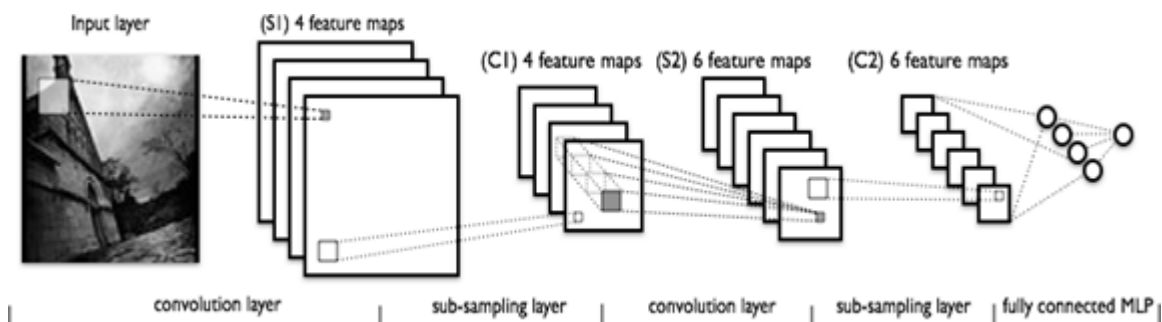 Input layer
(S1) 4 feature maps
(C1) 4 feature maps
(S2) 6 feature maps
(C2) 6 feature maps
convolution layer
sub-sampling layer
convolution layer
sub-sampling layer
fully connected MLP